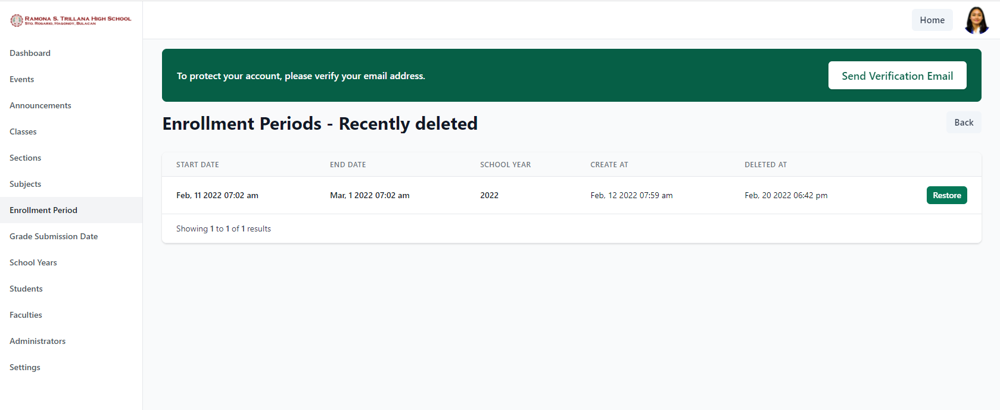 RAMONA S. TRILLANA HIGH SCHOOL
STO. ROSARIO, HAGONOY, BULACAN
Home
Dashboard
Events
Announcements
Classes
Sections
Subjects
Enrollment Period
Grade Submission Date
School Years
Students
Faculties
Administrators
Settings
To protect your account, please verify your email address.
Send Verification Email
Enrollment Periods - Recently deleted
Back
START DATE END DATE SCHOOL YEAR CREATE AT DELETED AT
Feb, 11 2022 07:02 am Mar, 1 2022 07:02 am 2022 Feb, 12 2022 07:59 am Feb, 20 2022 06:42 pm Restore
Showing 1 to 1 of 1 results